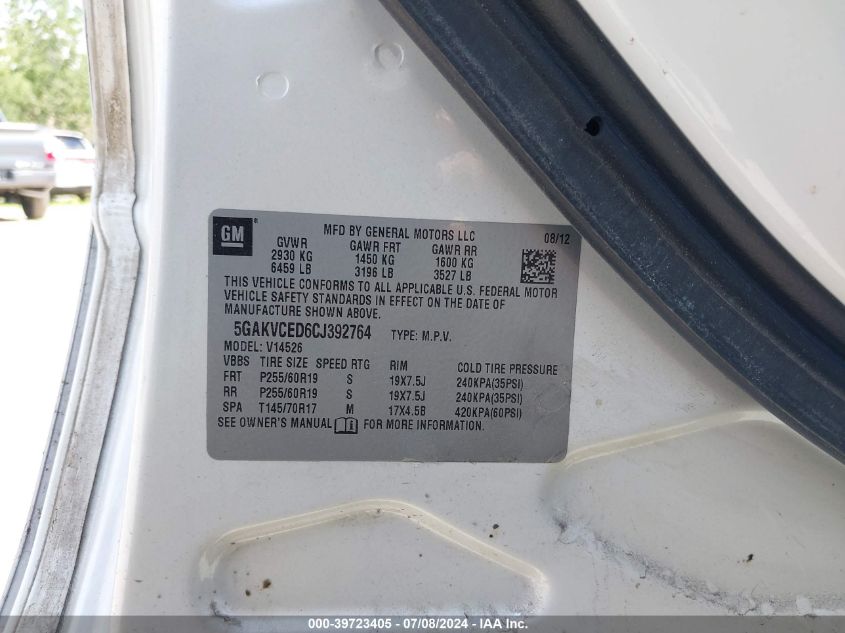 GM ®
MFD BY GENERAL MOTORS LLC 08/12
GVWR GAWR FRT GAWR RR
2930 KG 1450 KG 1600 KG
6459 LB 3196 LB 3527 LB
THIS VEHICLE CONFORMS TO ALL APPLICABLE U.S. FEDERAL MOTOR
VEHICLE SAFETY STANDARDS IN EFFECT ON THE DATE OF
MANUFACTURE SHOWN ABOVE.
5GAKVCED6CJ392764 TYPE: M.P.V.
MODEL: V14526
VBBS TIRE SIZE SPEED RTG RIM COLD TIRE PRESSURE
FRT P255/60R19 S 19X7.5J 240KPA(35PSI)
RR P255/60R19 S 19X7.5J 240KPA(35PSI)
SPA T145/70R17 M 17X4.5B 420KPA(60PSI)
SEE OWNER'S MANUAL FOR MORE INFORMATION.
000-39723405 - 07/08/2024 - IAA Inc.